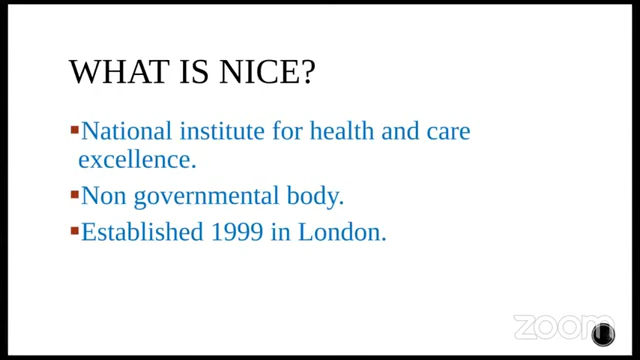 WHAT IS NICE?
▪National institute for health and care
excellence.
▪Non governmental body.
▪Established 1999 in London.
zoom